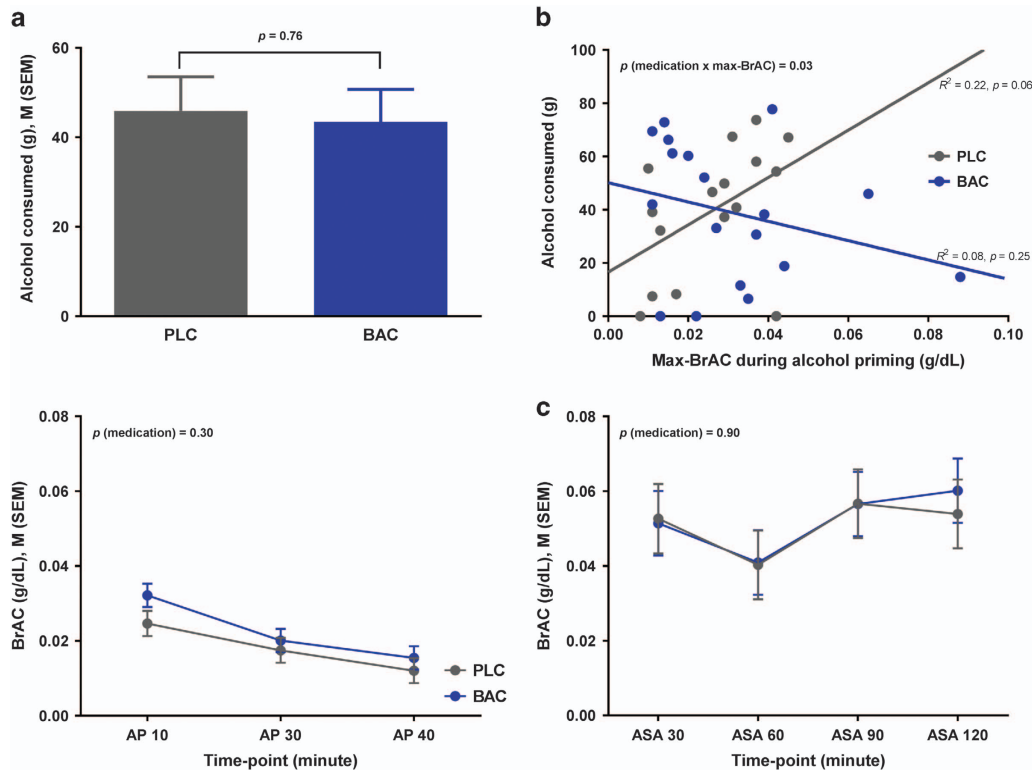 a
p = 0.76
Alcohol consumed (g), M (SEM)
60
40
20
0
PLC
BAC
b
p (medication x max-BrAC) = 0.03
R² = 0.22, p = 0.06
PLC
BAC
R² = 0.08, p = 0.25
Alcohol consumed (g)
100
80
60
40
20
0
0.00
0.02
0.04
0.06
0.08
0.10
Max-BrAC during alcohol priming (g/dL)
p (medication) = 0.30
BrAC (g/dL), M (SEM)
0.08
0.06
0.04
0.02
0.00
PLC
BAC
AP 10
AP 30
AP 40
Time-point (minute)
c
p (medication) = 0.90
BrAC (g/dL), M (SEM)
0.08
0.06
0.04
0.02
0.00
ASA 30
ASA 60
ASA 90
ASA 120
Time-point (minute)